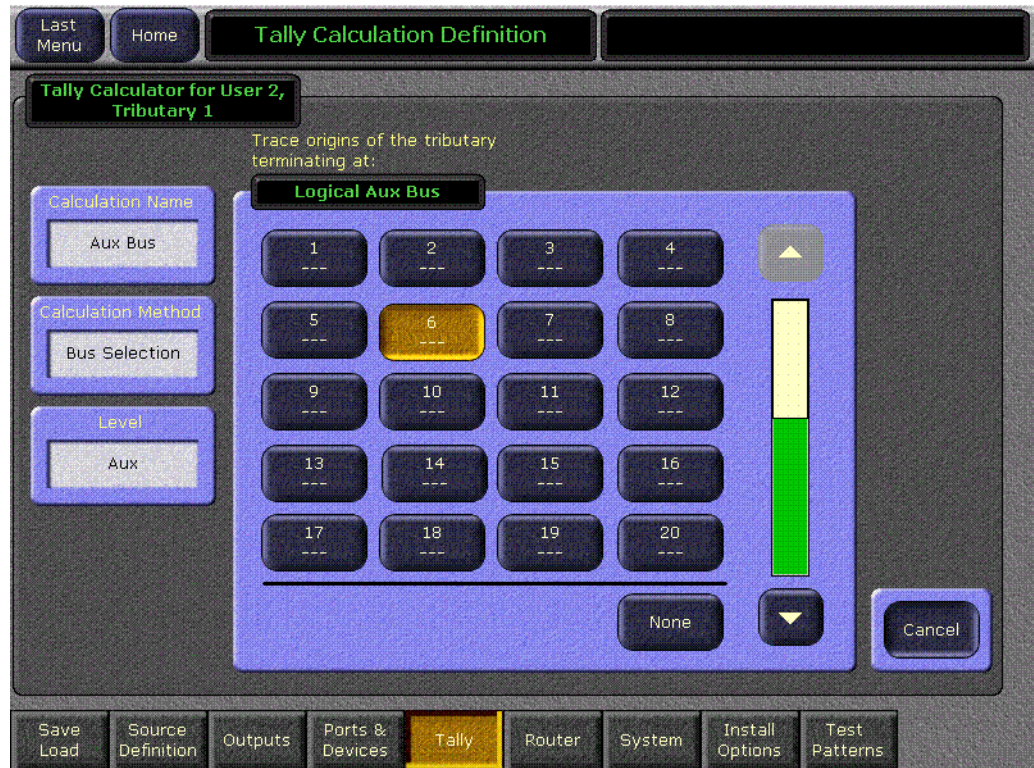 Last
Menu
Home
Tally Calculation Definition
Tally Calculator for User 2,
Tributary 1
Trace origins of the tributary
terminating at:
Logical Aux Bus
Calculation Name
Aux Bus
Calculation Method
Bus Selection
Level
Aux
1
---
2
---
3
---
4
---
5
---
6
---
7
---
8
---
9
---
10
---
11
---
12
---
13
---
14
---
15
---
16
---
17
---
18
---
19
---
20
---
None
Cancel
Save
Load
Source
Definition
Outputs
Ports &
Devices
Tally
Router
System
Install
Options
Test
Patterns